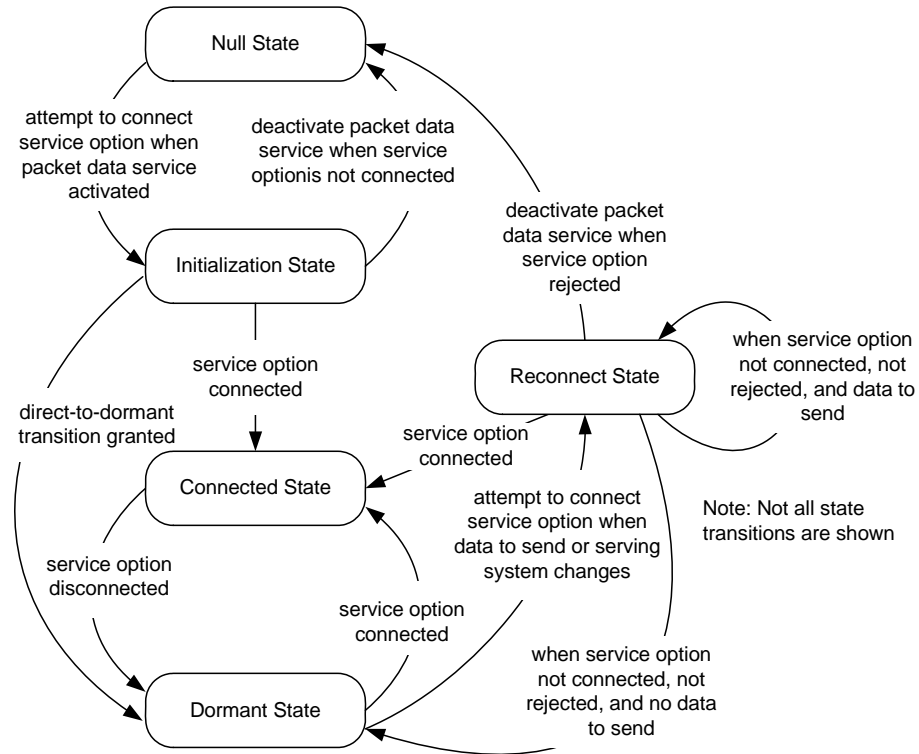 Null State
attempt to connect
service option when
packet data service
activated
deactivate packet data
service when service
optionis not connected
deactivate packet
data service when
service option
rejected
Initialization State
service option
connected
Reconnect State
when service option
not connected, not
rejected, and data to
send
direct-to-dormant
transition granted
service option
connected
Connected State
attempt to connect
service option when
data to send or serving
system changes
Note: Not all state
transitions are shown
service option
disconnected
service option
connected
when service option
not connected, not
rejected, and no data
to send
Dormant State